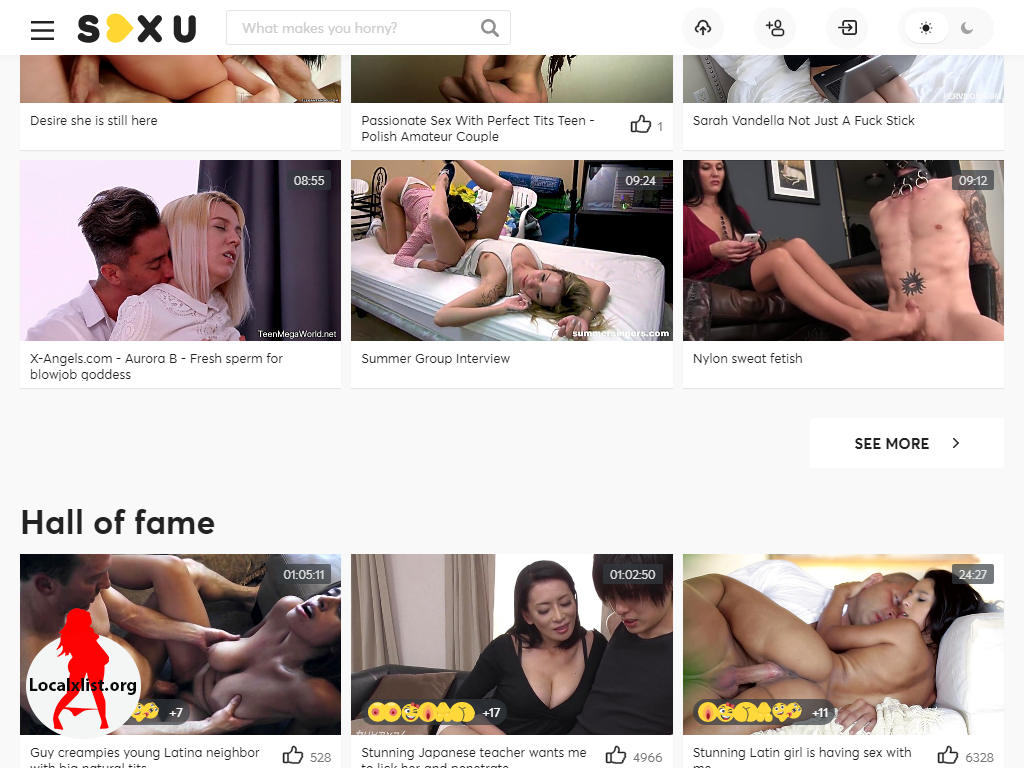 S XU
What makes you horny?
PERVMOM.COM
Desire she is still here
Passionate Sex With Perfect Tits Teen -
Polish Amateur Couple
1
Sarah Vandella Not Just A Fuck Stick
08:55
09:24
09:12
TeenMegaWorld.net
summersinners.com
X-Angels.com - Aurora B - Fresh sperm for
blowjob goddess
Summer Group Interview
Nylon sweat fetish
SEE MORE
Hall of fame
01:05:11
01:02:50
24:27
Localxlist.org
+7
+17
+11
Guy creampies young Latina neighbor
with big natural tits
528
Stunning Japanese teacher wants me
to lick her and penetrate
4966
Stunning Latin girl is having sex with
me
6328